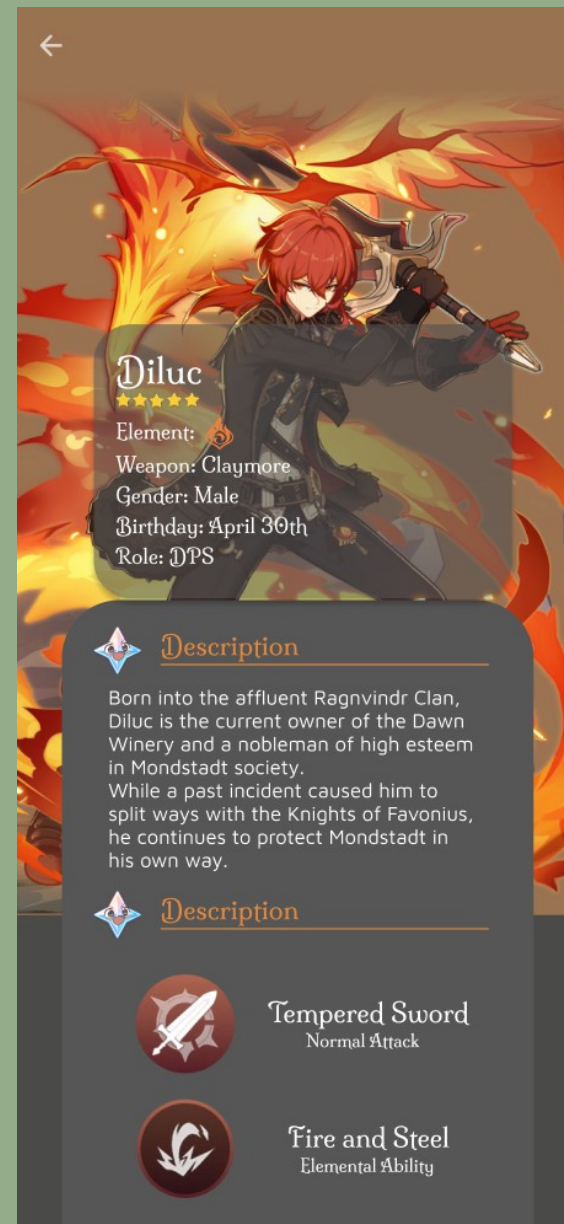 Diluc
Element:
Weapon: Claymore
Gender: Male
Birthday: April 30th
Role: DPS
Description
Born into the affluent Ragnvindr Clan,
Diluc is the current owner of the Dawn
Winery and a nobleman of high esteem
in Mondstadt society.
While a past incident caused him to
split ways with the Knights of Favonius,
he continues to protect Mondstadt in
his own way.
Description
Tempered Sword
Normal Attack
Fire and Steel
Elemental Ability